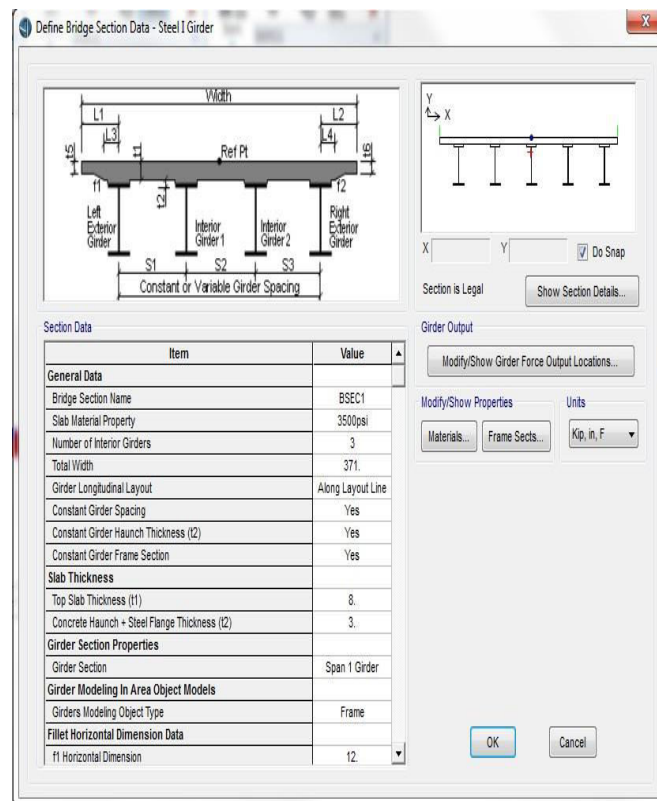 Define Bridge Section Data - Steel I Girder
Width
L1
L2
L3
L4
t5
t1
Ref Pt
t6
f1
t2
f2
Left Exterior Girder
Interior Girder 1
Interior Girder 2
Right Exterior Girder
S1
S2
S3
Constant or Variable Girder Spacing
Y
X
X
Y
Do Snap
Section is Legal
Show Section Details...
Section Data
Item Value
General Data
Bridge Section Name BSEC1
Slab Material Property 3500psi
Number of Interior Girders 3
Total Width 371.
Girder Longitudinal Layout Along Layout Line
Constant Girder Spacing Yes
Constant Girder Haunch Thickness (t2) Yes
Constant Girder Frame Section Yes
Slab Thickness
Top Slab Thickness (t1) 8.
Concrete Haunch + Steel Flange Thickness (t2) 3.
Girder Section Properties
Girder Section Span 1 Girder
Girder Modeling In Area Object Models
Girders Modeling Object Type Frame
Fillet Horizontal Dimension Data
f1 Horizontal Dimension 12.
Girder Output
Modify/Show Girder Force Output Locations...
Modify/Show Properties
Materials...
Frame Sects...
Units
Kip, in, F
OK
Cancel